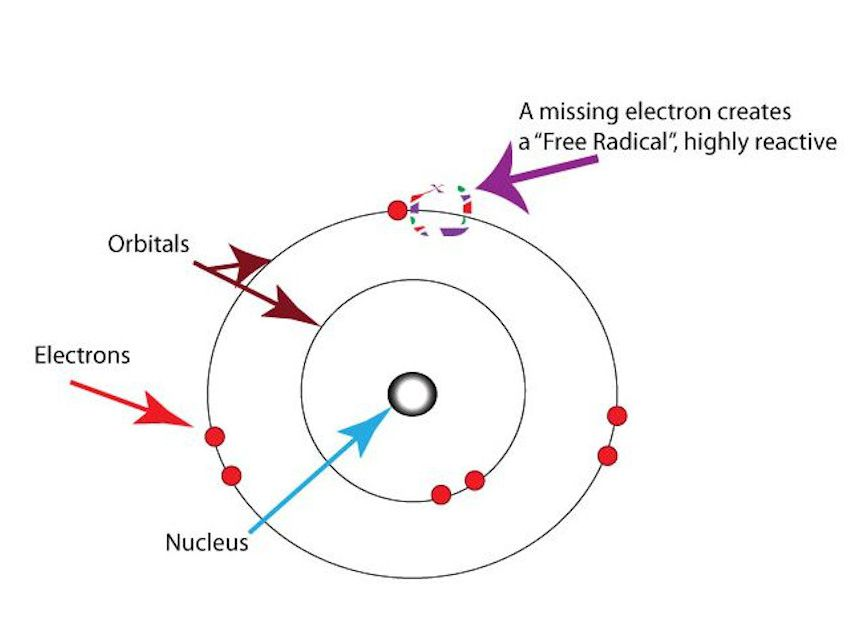 A missing electron creates
a "Free Radical", highly reactive
Orbitals
Electrons
Nucleus